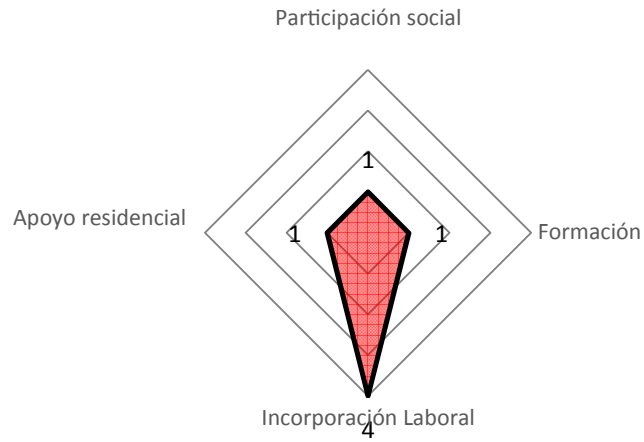 Participación social
1
Apoyo residencial
1
1
Formación
Incorporación Laboral
4